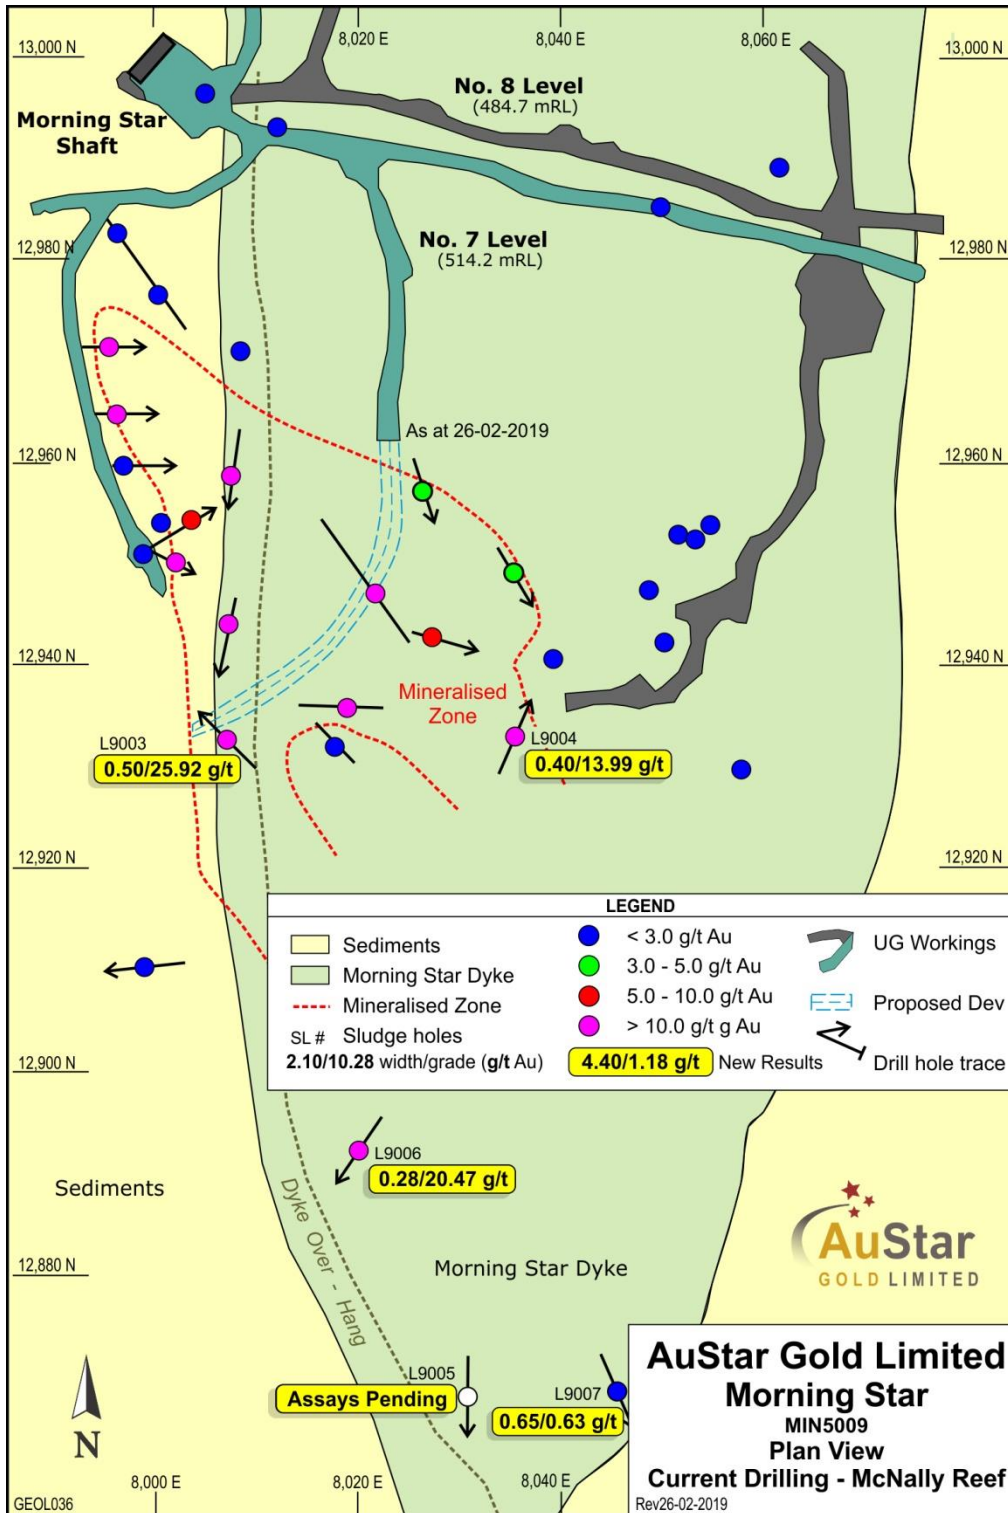 8,020 E
8,040 E
8,060 E
13,000 N
13,000 N
No. 8 Level
(484.7 mRL)
Morning Star
Shaft
No. 7 Level
(514.2 mRL)
12,980 N
12,980 N
As at 26-02-2019
12,960 N
12,960 N
12,940 N
12,940 N
Mineralised
Zone
L9003
0.50/25.92 g/t
L9004
0.40/13.99 g/t
12,920 N
12,920 N
LEGEND
Sediments
Morning Star Dyke
Mineralised Zone
SL # Sludge holes
2.10/10.28 width/grade (g/t Au)
< 3.0 g/t Au
3.0 - 5.0 g/t Au
5.0 - 10.0 g/t Au
> 10.0 g/t g Au
4.40/1.18 g/t New Results
UG Workings
Proposed Dev
Drill hole trace
12,900 N
L9006
0.28/20.47 g/t
Sediments
Dyke Over - Hang
Morning Star Dyke
AuStar
GOLD LIMITED
12,880 N
L9005
Assays Pending
L9007
0.65/0.63 g/t
N
AuStar Gold Limited
Morning Star
MIN5009
Plan View
Current Drilling - McNally Reef
Rev26-02-2019
8,000 E
8,020 E
8,040 E
GEOL036